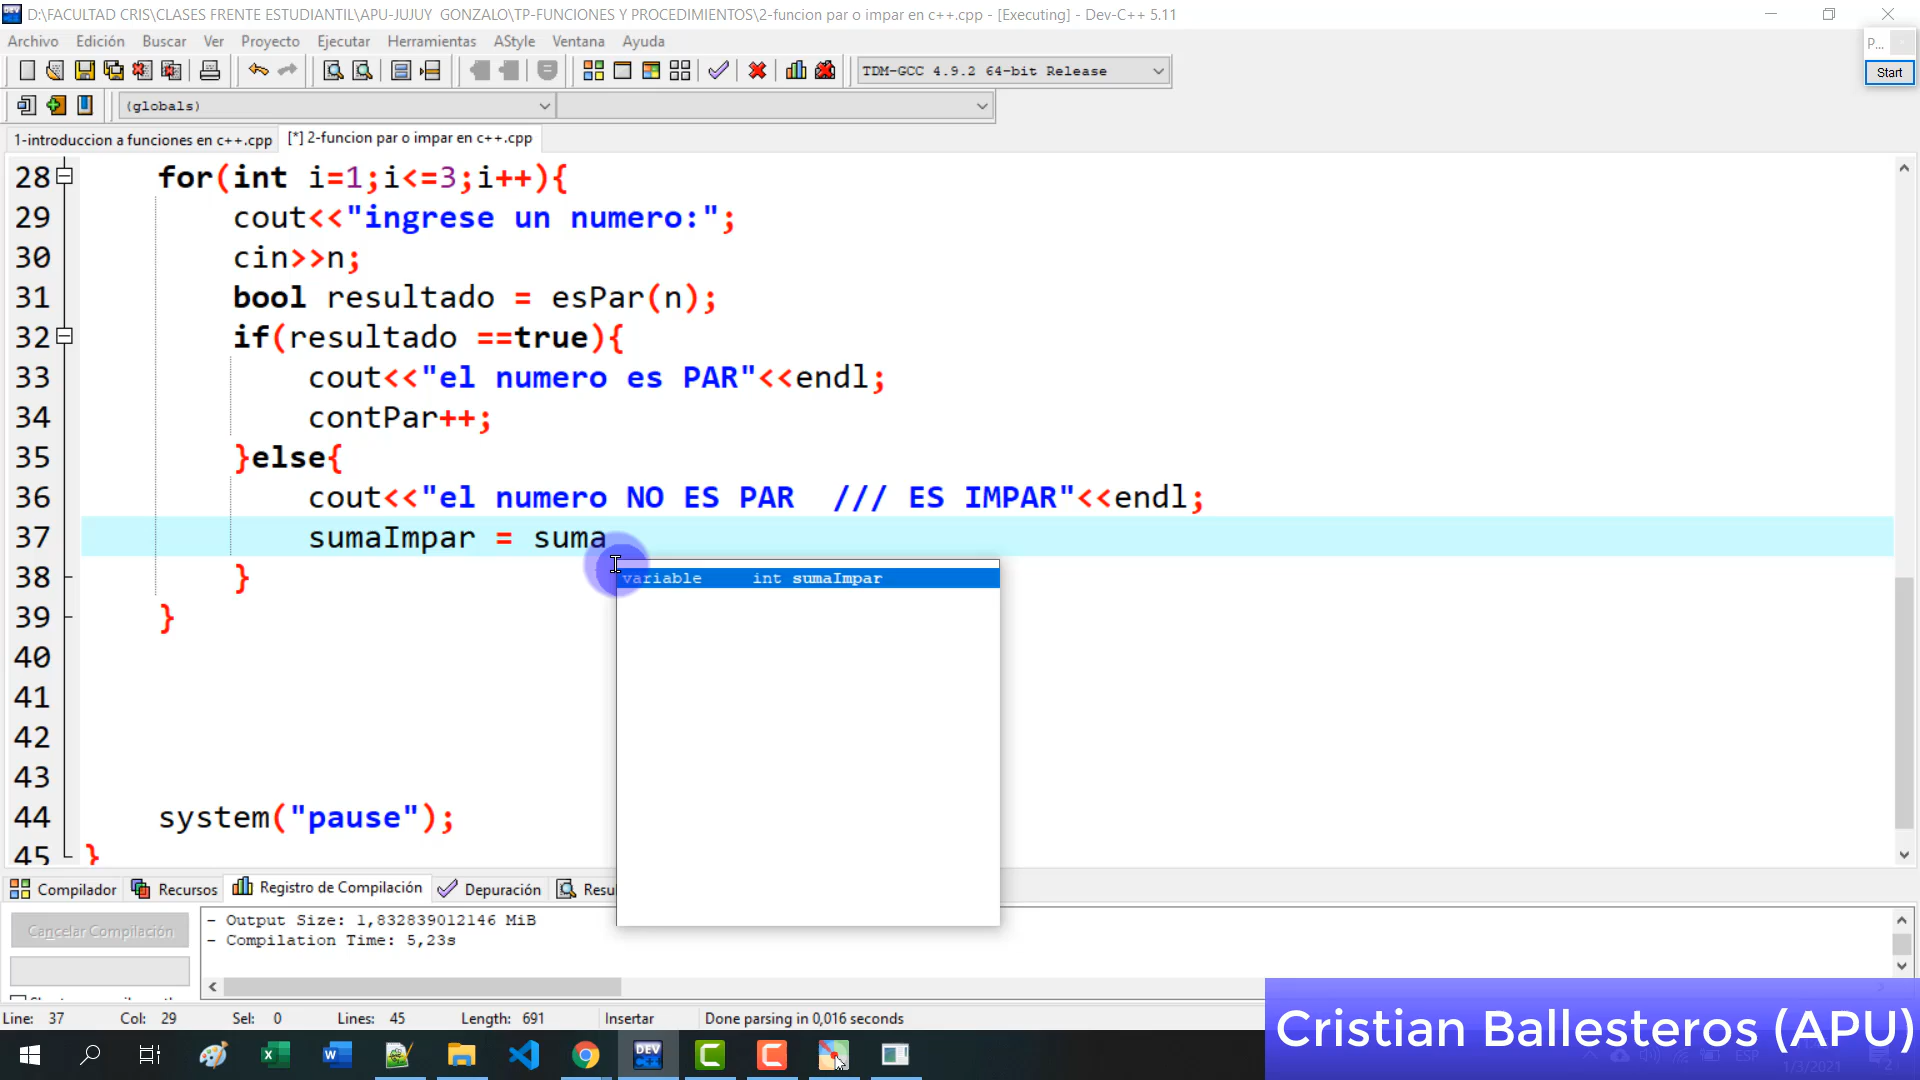 D:\FACULTAD CRIS\CLASES FRENTE ESTUDIANTIL\APU-JUJUY  GONZALO\TP-FUNCIONES Y PROCEDIMIENTOS\2-funcion par o impar en c++.cpp - [Executing] - Dev-C++ 5.11
Archivo Edición Buscar Ver Proyecto Ejecutar Herramientas AStyle Ventana Ayuda
P...
Start
TDM-GCC 4.9.2 64-bit Release
(globals)
1-introduccion a funciones en c++.cpp [*] 2-funcion par o impar en c++.cpp
28 for(int i=1;i<=3;i++){
29 cout<<"ingrese un numero:";
30 cin>>n;
31 bool resultado = esPar(n);
32 if(resultado ==true){
33 cout<<"el numero es PAR"<<endl;
34 contPar++;
35 }else{
36 cout<<"el numero NO ES PAR  /// ES IMPAR"<<endl;
37 sumaImpar = suma
variable int sumaImpar
38 }
39 }
40
41
42
43
44 system("pause");
45 }
Compilador Recursos Registro de Compilación Depuración Resu
Cancelar Compilación
- Output Size: 1,832839012146 MiB
- Compilation Time: 5,23s
Line: 37 Col: 29 Sel: 0 Lines: 45 Length: 691 Insertar Done parsing in 0,016 seconds
Cristian Ballesteros (APU)
DEV
ESP
1/3/2021